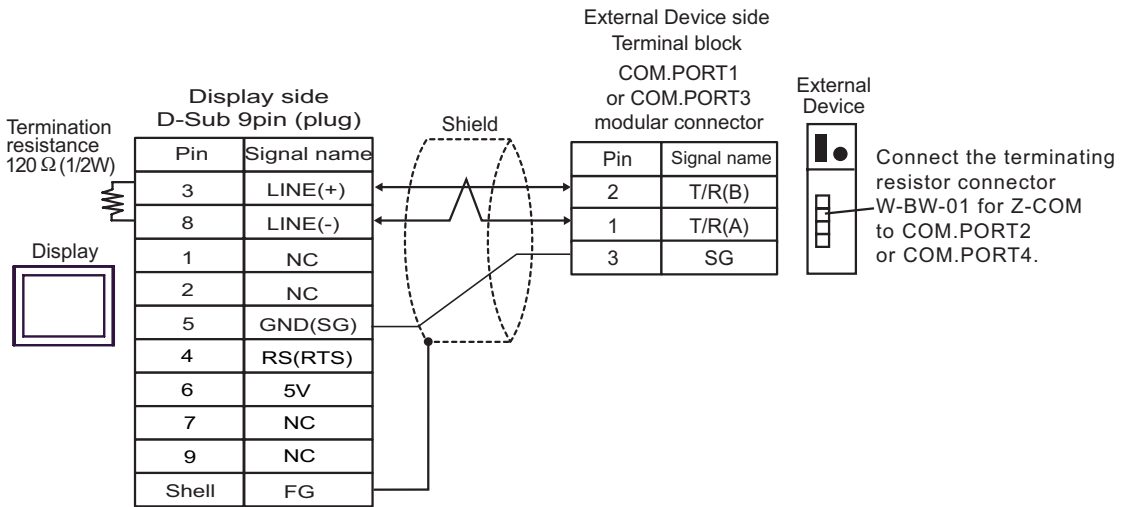 External Device side
Terminal block
COM.PORT1
or COM.PORT3
modular connector
External
Device
Display side
D-Sub 9pin (plug)
Shield
Termination
resistance
120 Ω (1/2W)
Pin Signal name
3 LINE(+)
8 LINE(-)
1 NC
2 NC
5 GND(SG)
4 RS(RTS)
6 5V
7 NC
9 NC
Shell FG
Display
Pin Signal name
2 T/R(B)
1 T/R(A)
3 SG
Connect the terminating
resistor connector
W-BW-01 for Z-COM
to COM.PORT2
or COM.PORT4.